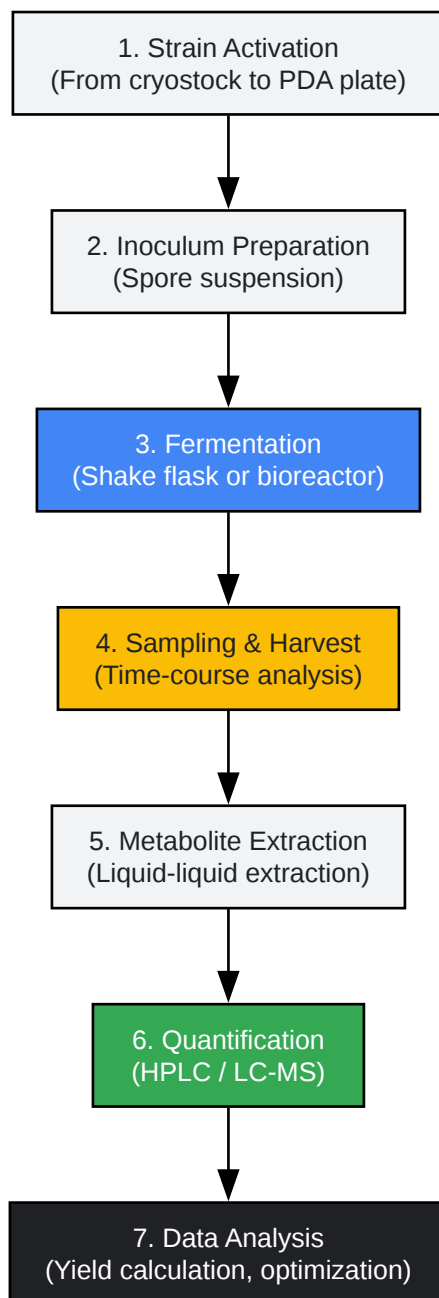 1. Strain Activation
(From cryostock to PDA plate)
2. Inoculum Preparation
(Spore suspension)
3. Fermentation
(Shake flask or bioreactor)
4. Sampling & Harvest
(Time-course analysis)
5. Metabolite Extraction
(Liquid-liquid extraction)
6. Quantification
(HPLC / LC-MS)
7. Data Analysis
(Yield calculation, optimization)